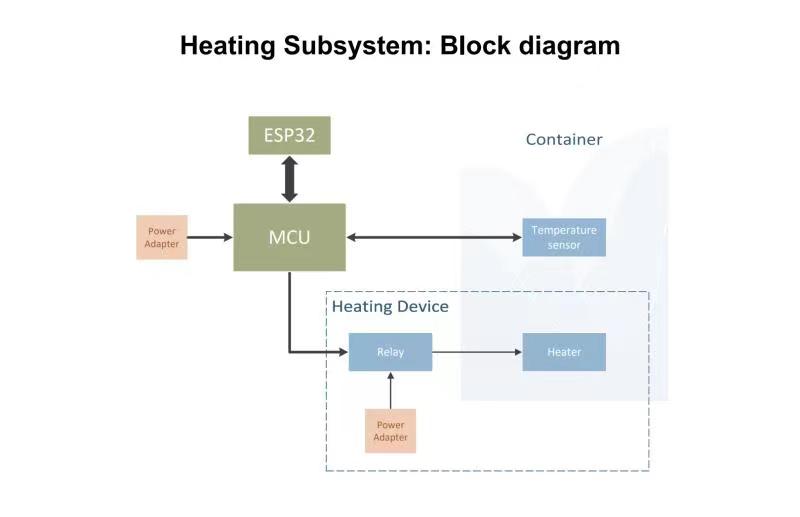 Heating Subsystem: Block diagram
ESP32
Container
Power
Adapter
MCU
Temperature
sensor
Heating Device
Relay
Heater
Power
Adapter